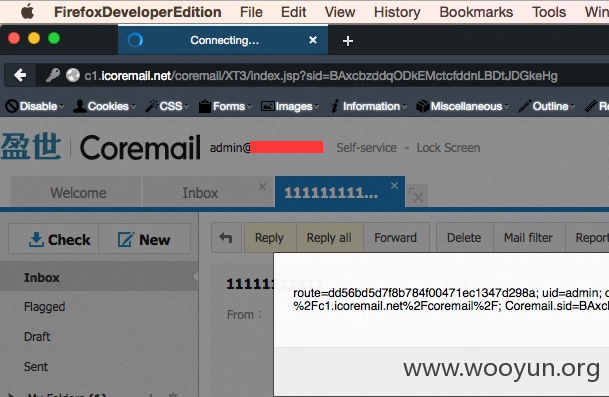 FirefoxDeveloperEdition File Edit View History Bookmarks Tools Win
Connecting... × +
c1.icoremail.net/coremail/XT3/index.jsp?sid=BAxcbzddqODkEMctcfddnLBDtJDGkeHg
Disable Cookies CSS Forms Images Information Miscellaneous Outline Re
盈世 Coremail admin@ Self-service - Lock Screen
Welcome Inbox × 111111111... ×
Check New Reply Reply all Forward Delete Mail filter Report
Inbox
Flagged
Draft
Sent
My Folders (1)
From :
route=dd56bd5d7f8b784f00471ec1347d298a; uid=admin;
%2Fc1.icoremail.net%2Fcoremail%2F; Coremail.sid=BAxcl
www.wooyun.org